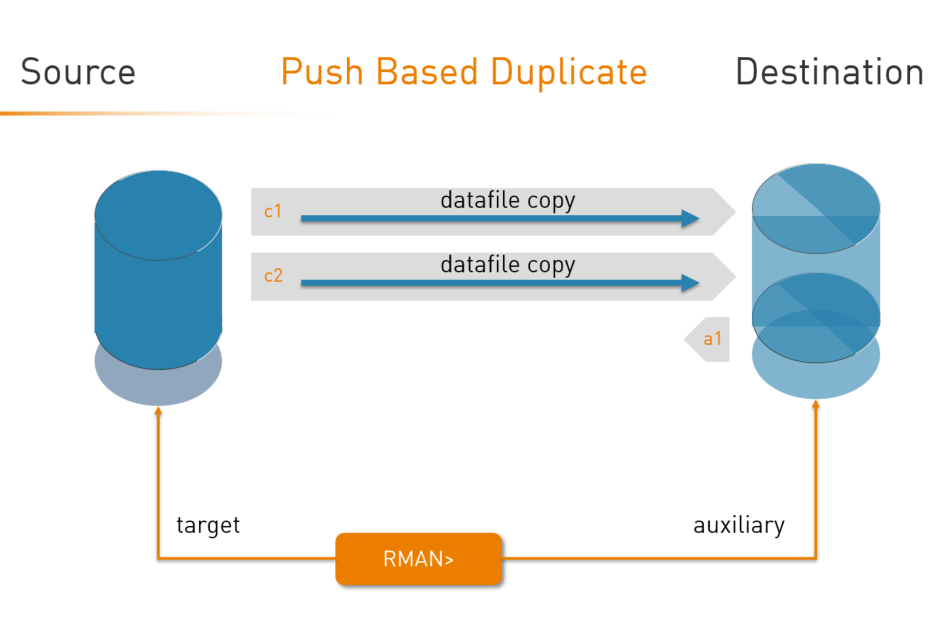 Source
Push Based Duplicate
Destination
c1
datafile copy
c2
datafile copy
a1
target
auxiliary
RMAN>